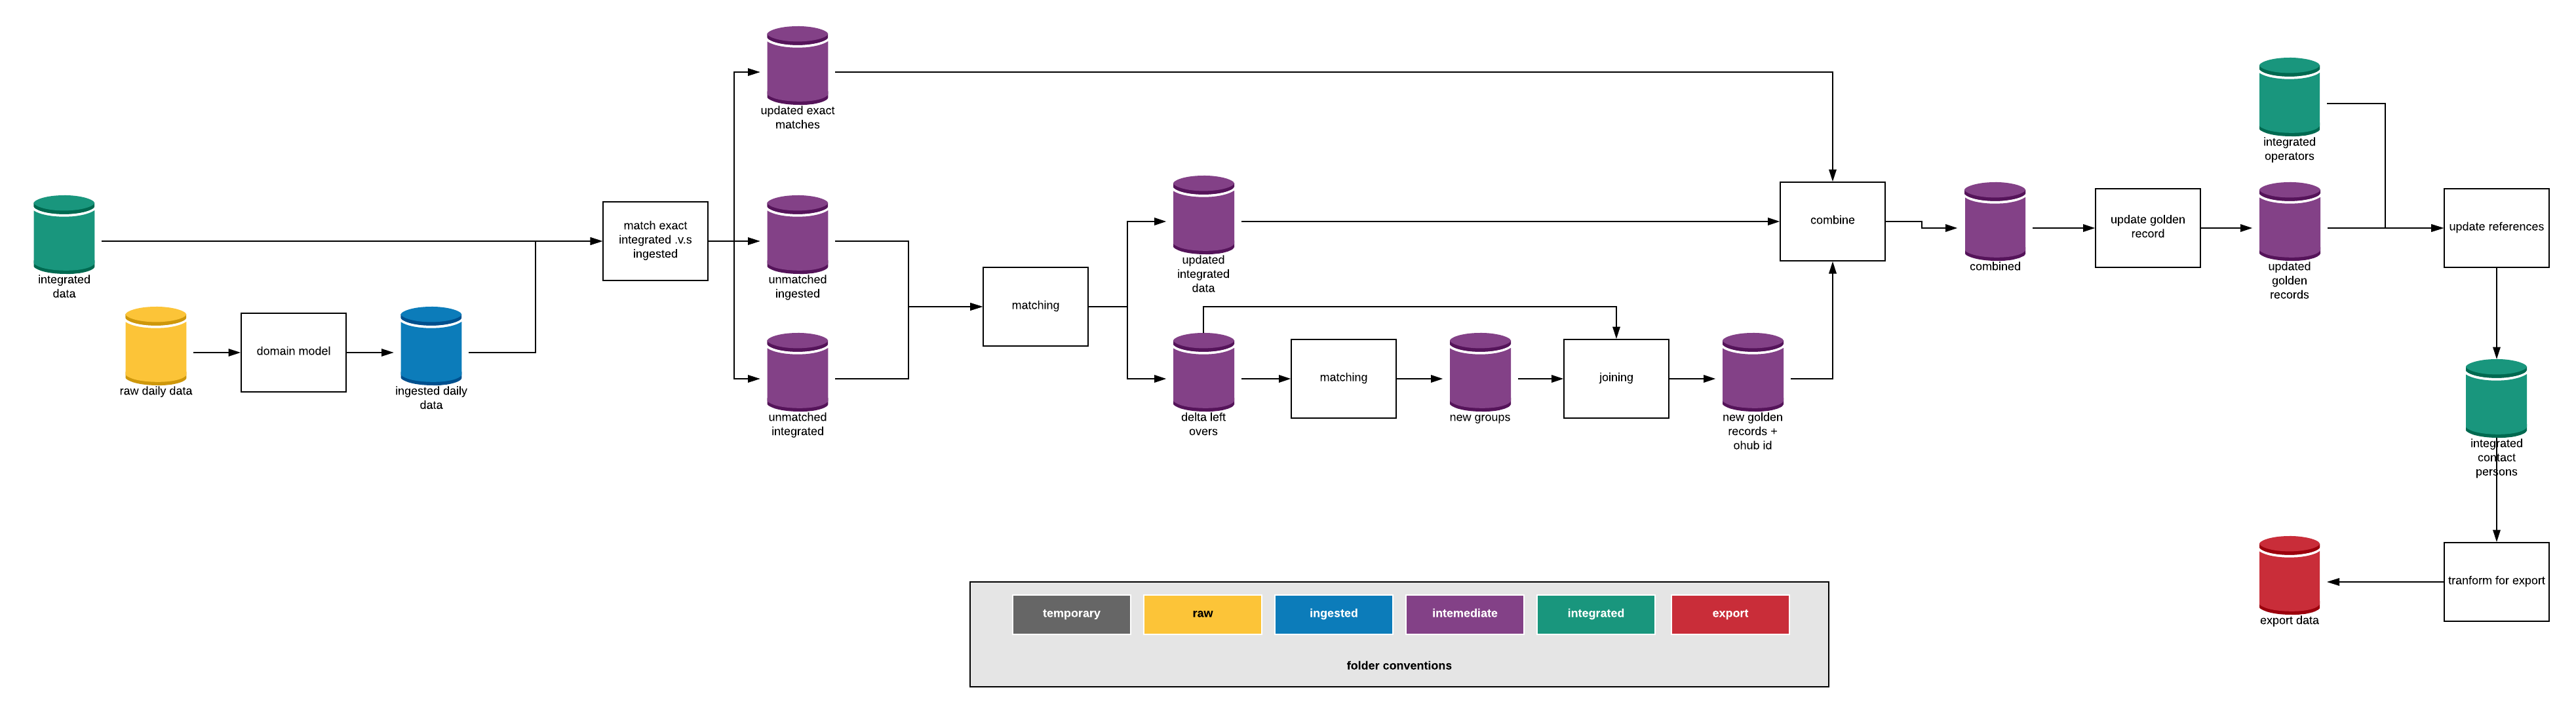 updated exact
matches
integrated
operators
integrated
data
raw daily data
domain model
ingested daily
data
match exact
integrated .v.s
ingested
unmatched
ingested
unmatched
integrated
matching
updated
integrated
data
delta left
overs
matching
new groups
joining
new golden
records +
ohub id
combine
combined
update golden
record
updated
golden
records
update references
integrated
contact
persons
tranform for export
export data
temporary
raw
ingested
intemediate
integrated
export
folder conventions